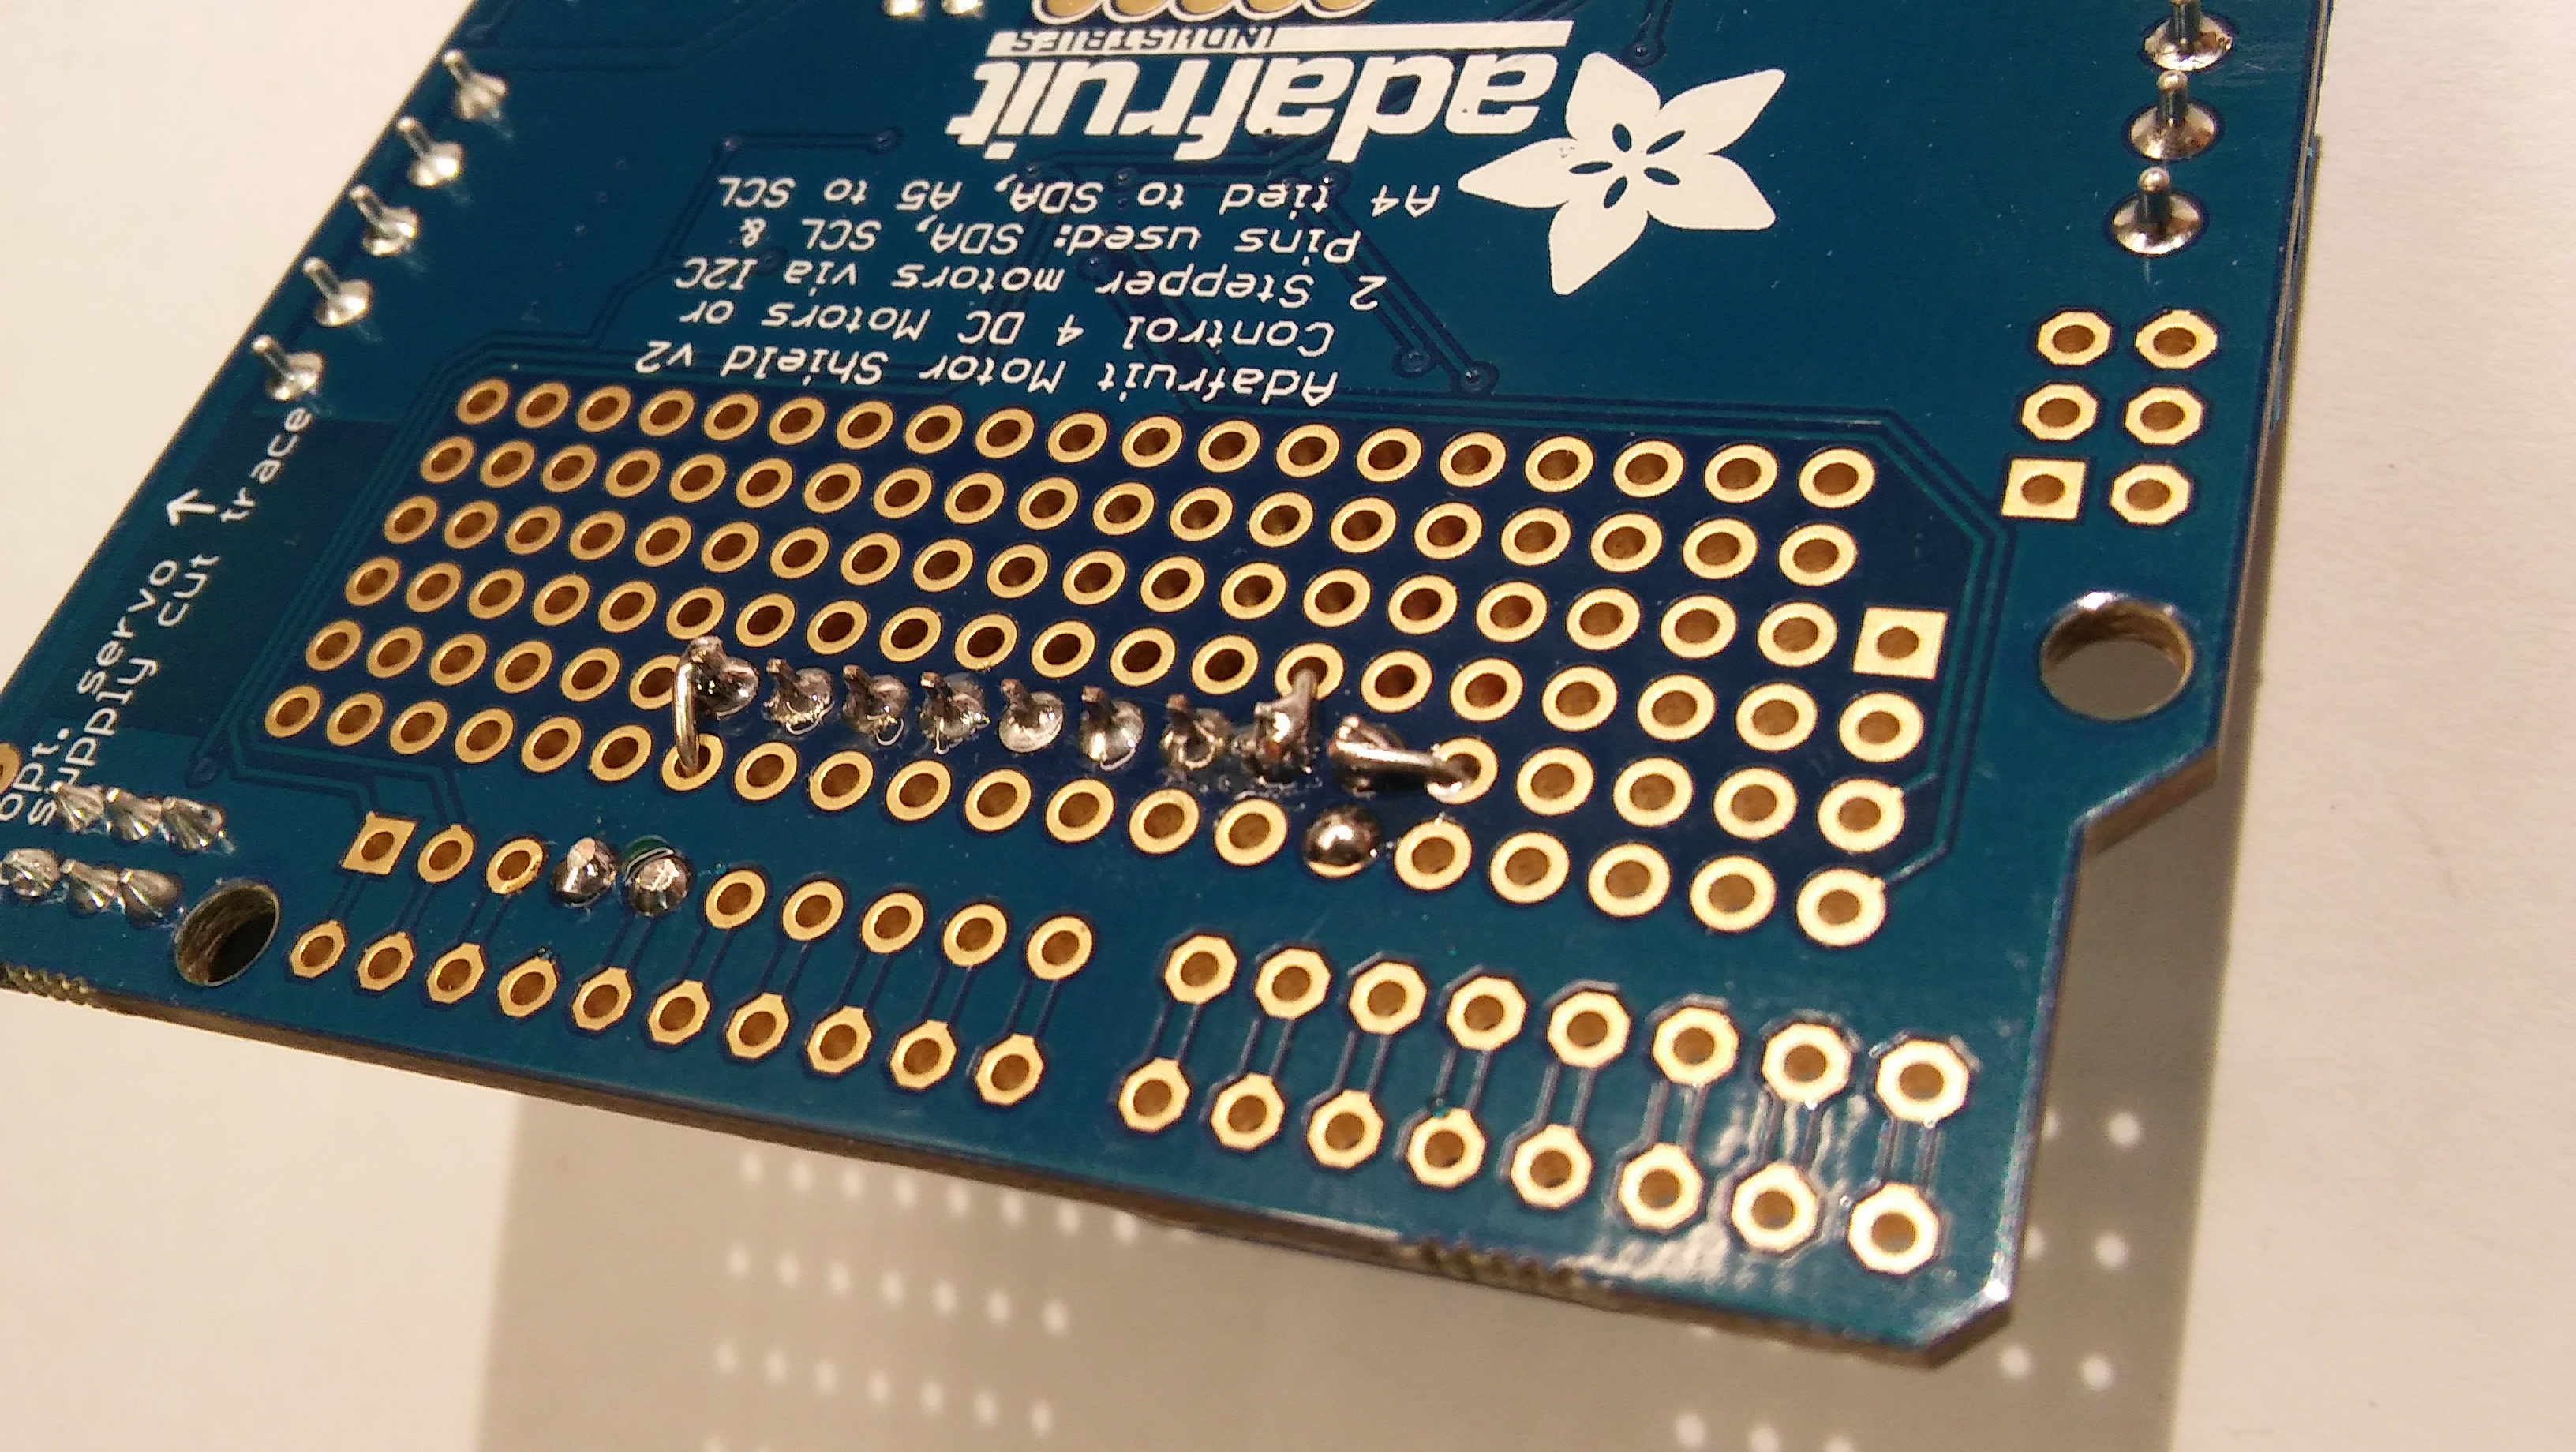 opt. servo ↑
supply cut trace
Adafruit Motor Shield v2
Control 4 DC Motors or
2 Stepper motors via I2C
Pins used: SDA, SCL &
A4 tied to SDA, A5 to SCL
adafruit
INDUSTRIES